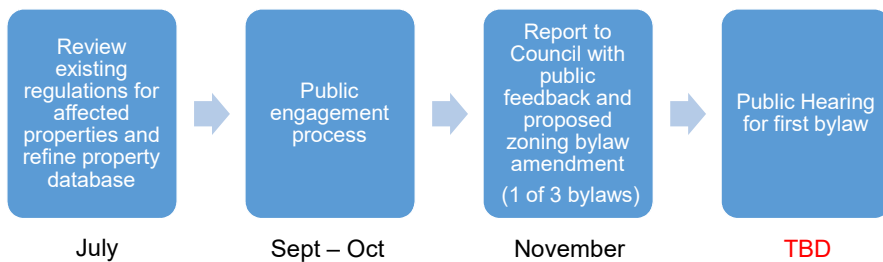 Review
existing
regulations for
affected
properties and
refine property
database
Public
engagement
process
Report to
Council with
public
feedback and
proposed
zoning bylaw
amendment
(1 of 3 bylaws)
Public Hearing
for first bylaw
July
Sept – Oct
November
TBD